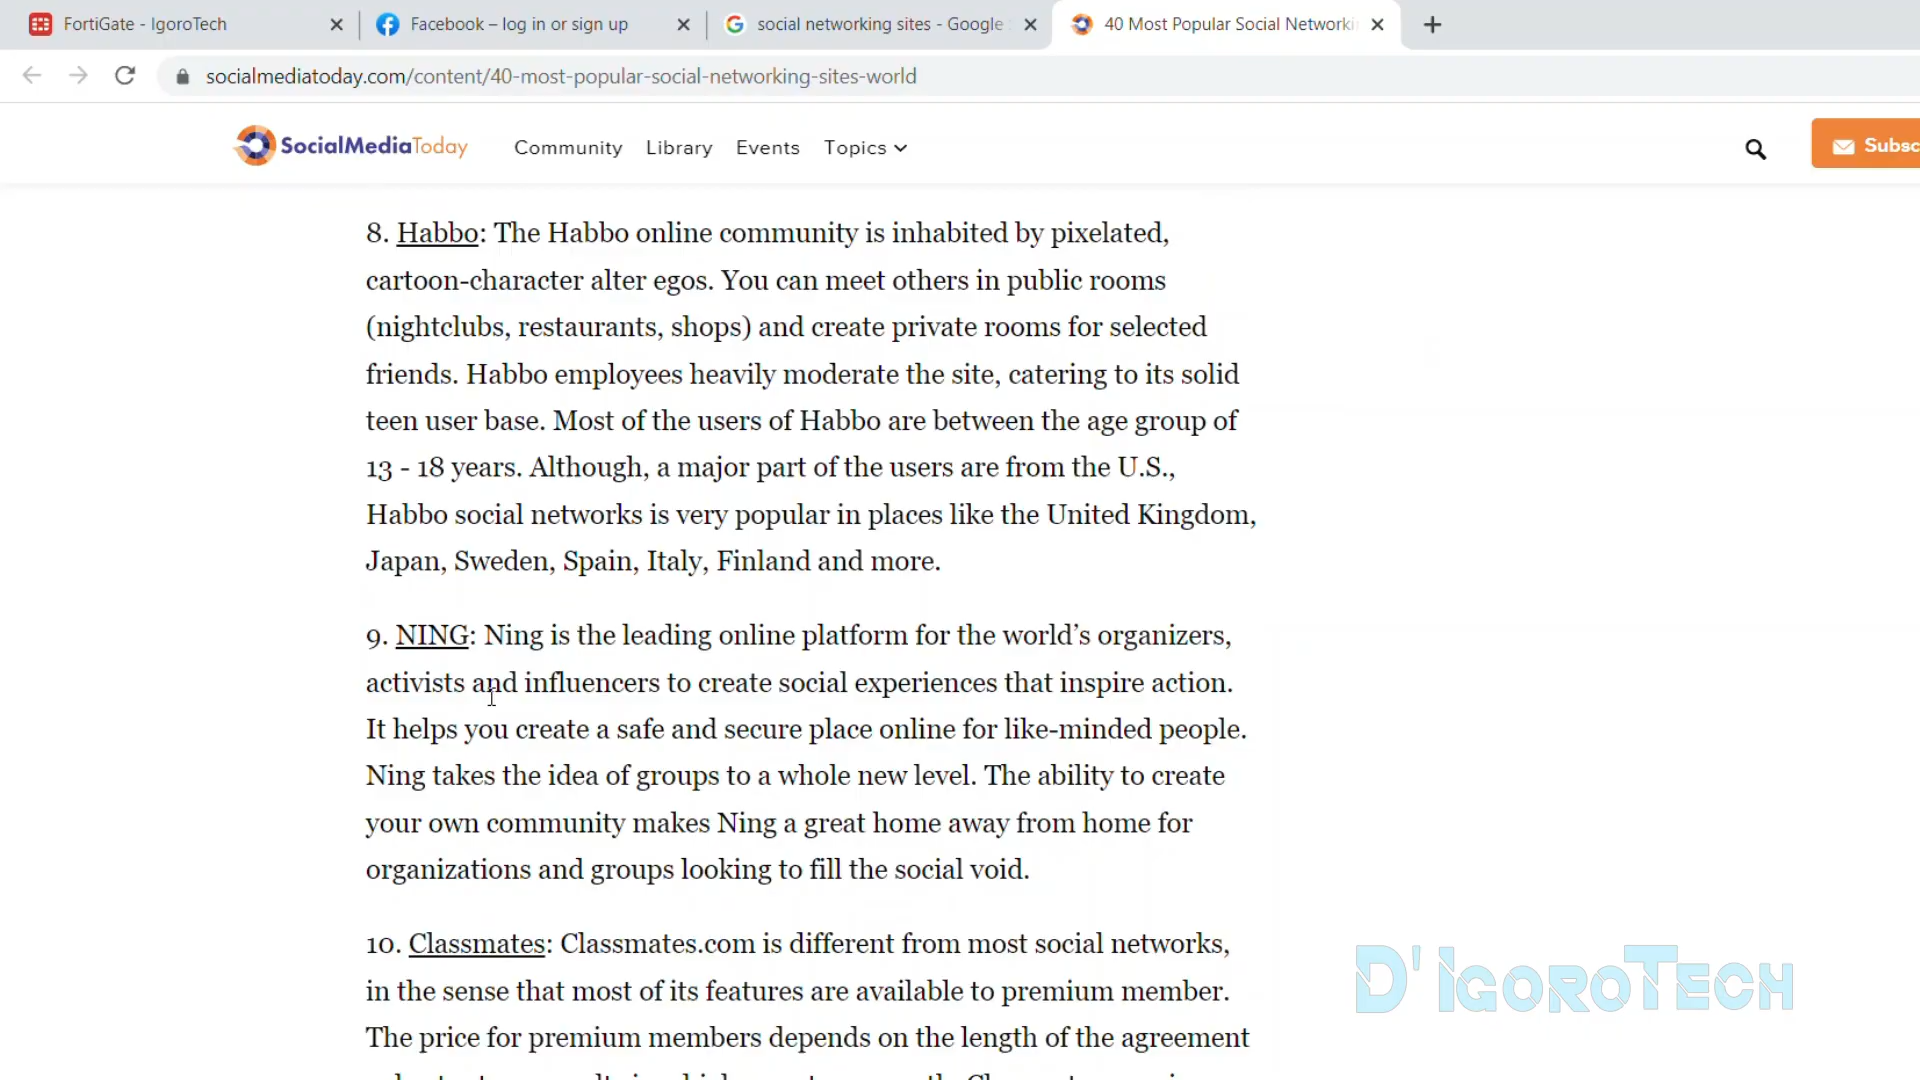 FortiGate - IgoroTech
Facebook – log in or sign up
social networking sites - Google
40 Most Popular Social Networki
socialmediatoday.com/content/40-most-popular-social-networking-sites-world
SocialMediaToday
Community Library Events Topics
Subsc
8. Habbo: The Habbo online community is inhabited by pixelated,
cartoon-character alter egos. You can meet others in public rooms
(nightclubs, restaurants, shops) and create private rooms for selected
friends. Habbo employees heavily moderate the site, catering to its solid
teen user base. Most of the users of Habbo are between the age group of
13 - 18 years. Although, a major part of the users are from the U.S.,
Habbo social networks is very popular in places like the United Kingdom,
Japan, Sweden, Spain, Italy, Finland and more.
9. NING: Ning is the leading online platform for the world’s organizers,
activists and influencers to create social experiences that inspire action.
It helps you create a safe and secure place online for like-minded people.
Ning takes the idea of groups to a whole new level. The ability to create
your own community makes Ning a great home away from home for
organizations and groups looking to fill the social void.
10. Classmates: Classmates.com is different from most social networks,
in the sense that most of its features are available to premium member.
The price for premium members depends on the length of the agreement
D'IGOROTECH